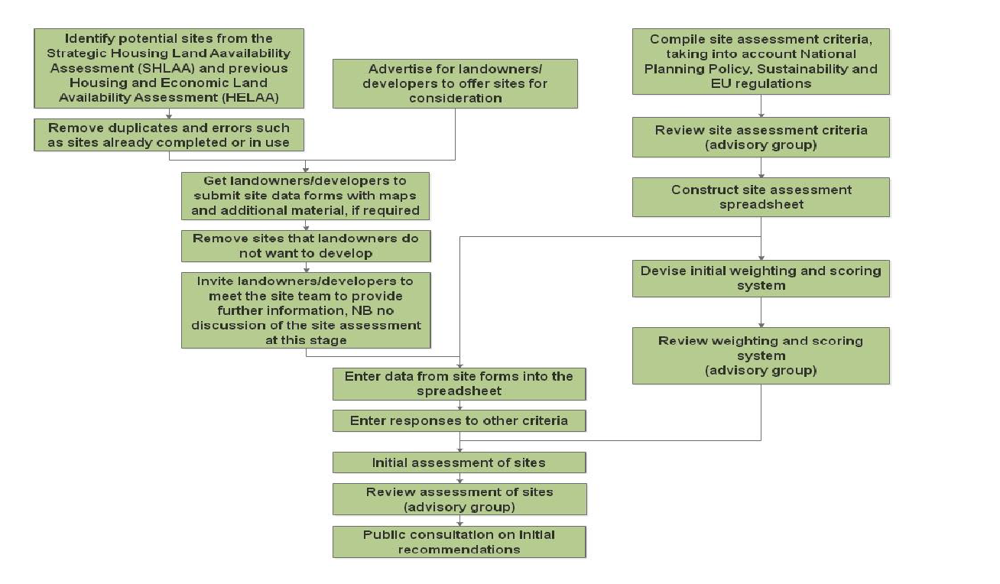 Identify potential sites from the
Strategic Housing Land Aavailability
Assessment (SHLAA) and previous
Housing and Economic Land
Availability Assessment (HELAA)
Advertise for landowners/
developers to offer sites for
consideration
Compile site assessment criteria,
taking into account National
Planning Policy, Sustainability and
EU regulations
Remove duplicates and errors such
as sites already completed or in use
Review site assessment criteria
(advisory group)
Get landowners/developers to
submit site data forms with maps
and additional material, if required
Construct site assessment
spreadsheet
Remove sites that landowners do
not want to develop
Devise initial weighting and scoring
system
Invite landowners/developers to
meet the site team to provide
further information, NB no
discussion of the site assessment
at this stage
Review weighting and scoring
system
(advisory group)
Enter data from site forms into the
spreadsheet
Enter responses to other criteria
Initial assessment of sites
Review assessment of sites
(advisory group)
Public consultation on initial
recommendations